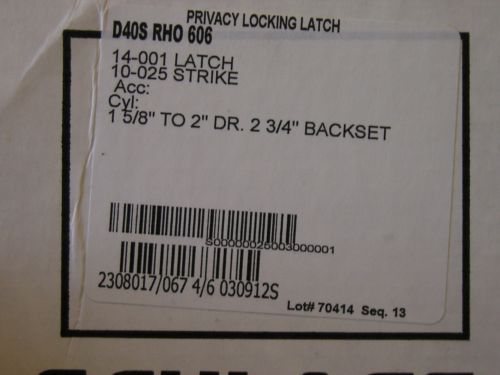 PRIVACY LOCKING LATCH
D40S RHO 606
14-001 LATCH
10-025 STRIKE
Acc:
Cyl:
1 5/8" TO 2" DR. 2 3/4" BACKSET
S00000025003000001
2308017/067 4/6 030912S
Lot# 70414 Seq. 13